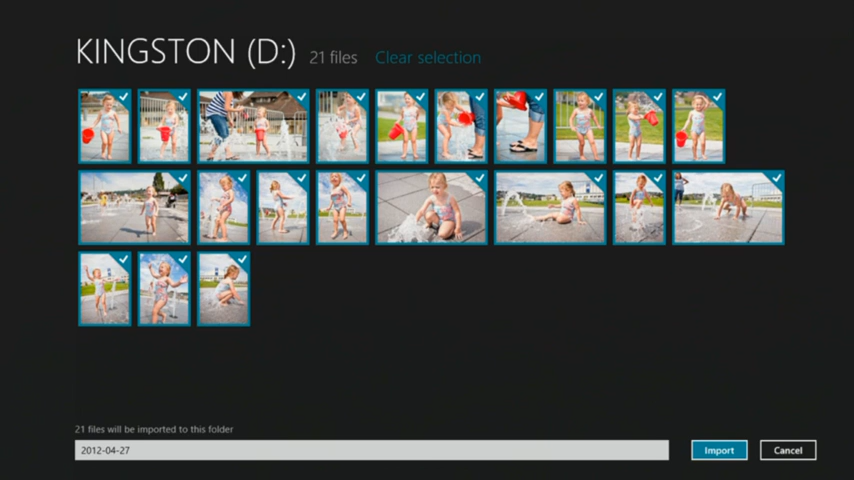 KINGSTON (D:) 21 files Clear selection
21 files will be imported to this folder
2012-04-27
Import Cancel